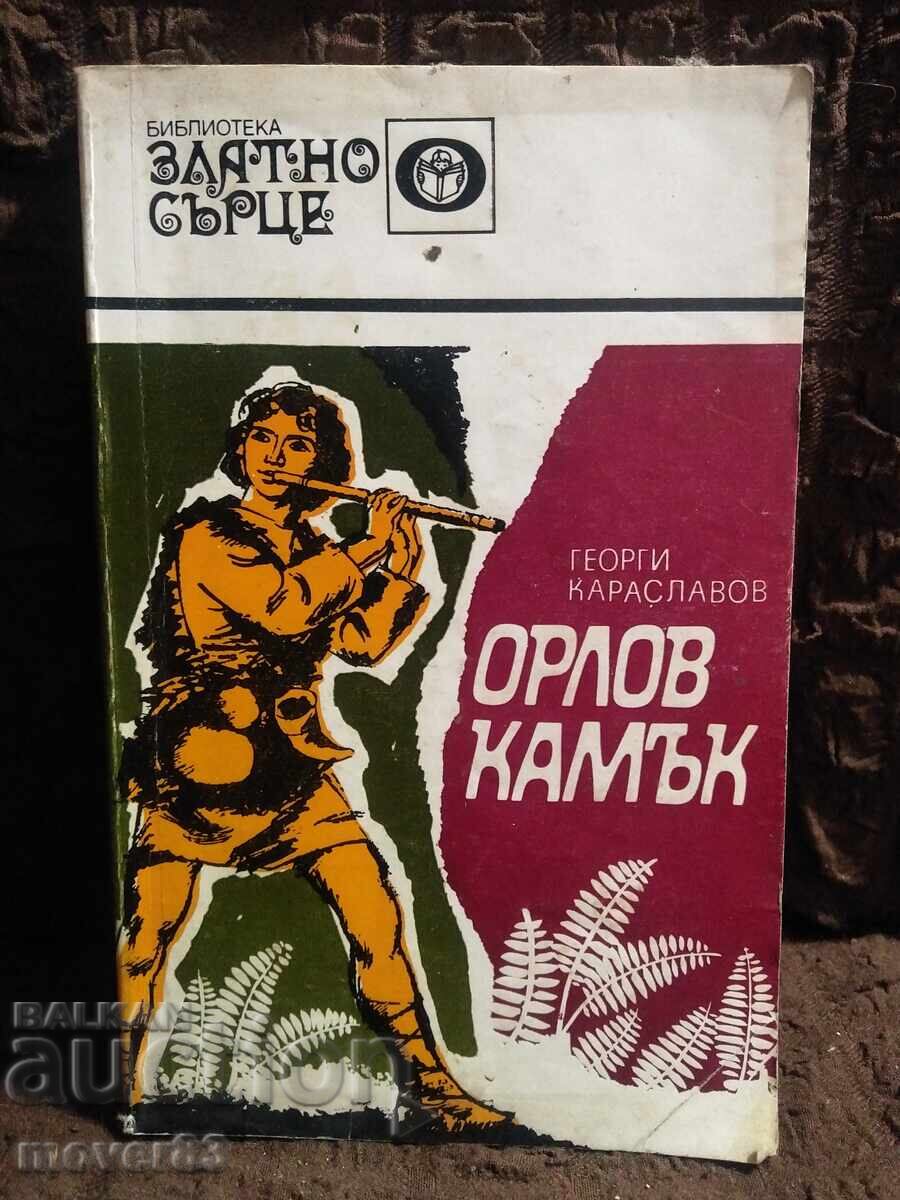 БИБЛИОТЕКА
ЗЛАТНО
СЪРЦЕ
ГЕОРГИ
КАРАСЛАВОВ
ОРЛОВ
КАМЪК
BALKAN
auction
mover83